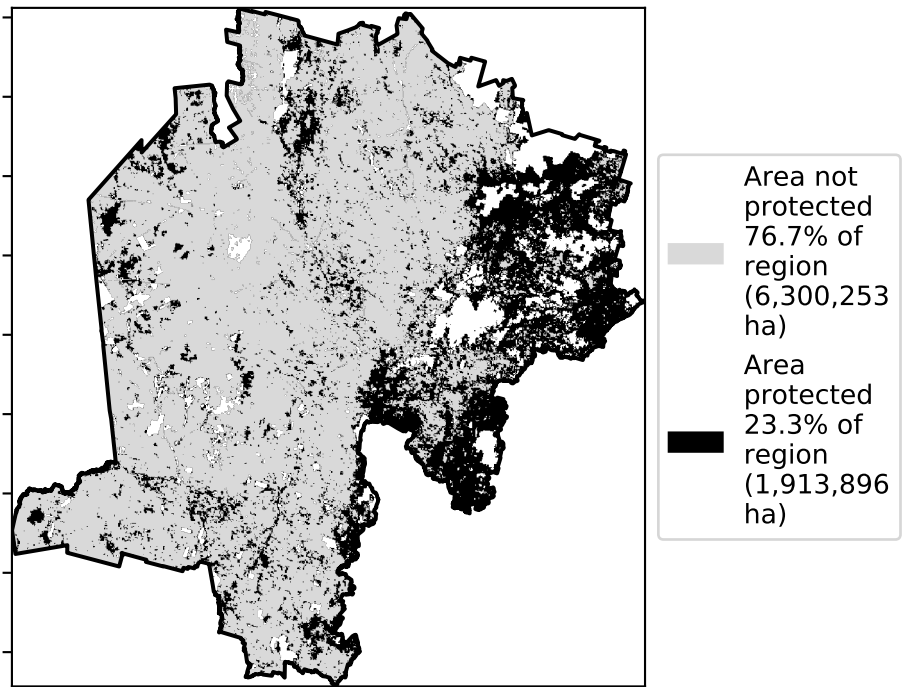 Area not
protected
76.7% of
region
(6,300,253
ha)
Area
protected
23.3% of
region
(1,913,896
ha)